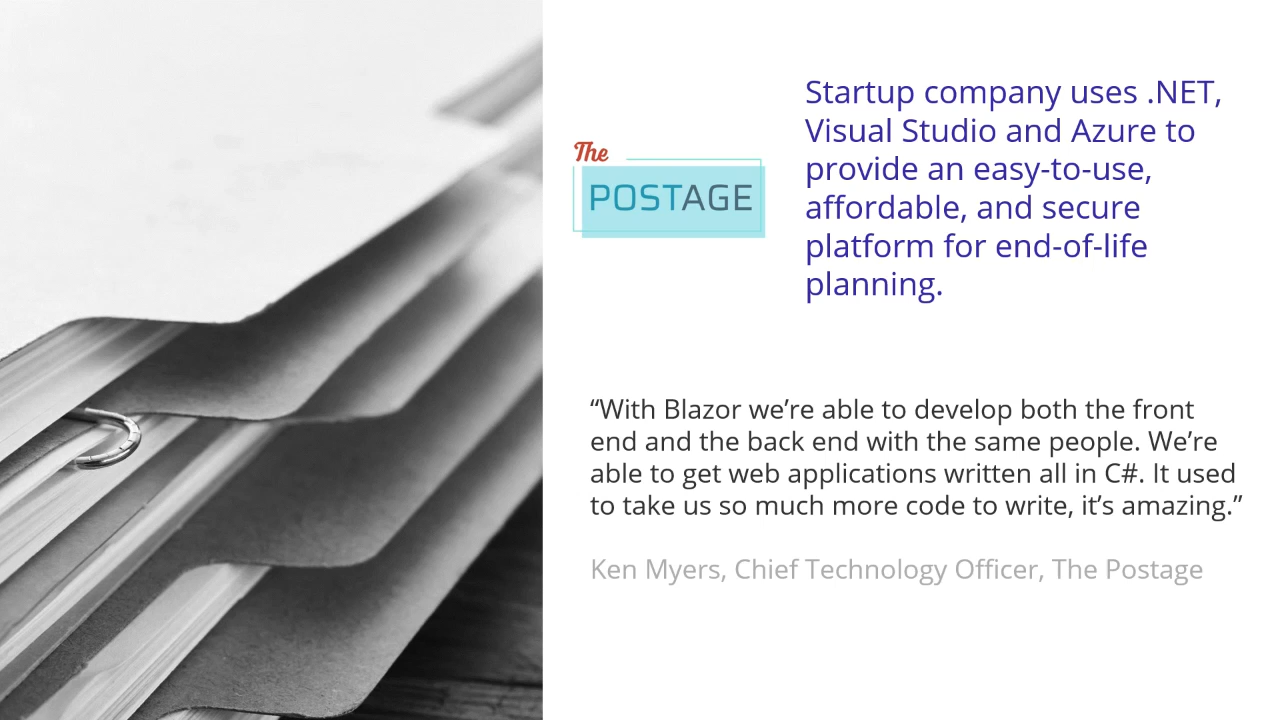 The
POSTAGE
Startup company uses .NET,
Visual Studio and Azure to
provide an easy-to-use,
affordable, and secure
platform for end-of-life
planning.
“With Blazor we’re able to develop both the front
end and the back end with the same people. We’re
able to get web applications written all in C#. It used
to take us so much more code to write, it’s amazing.”
Ken Myers, Chief Technology Officer, The Postage